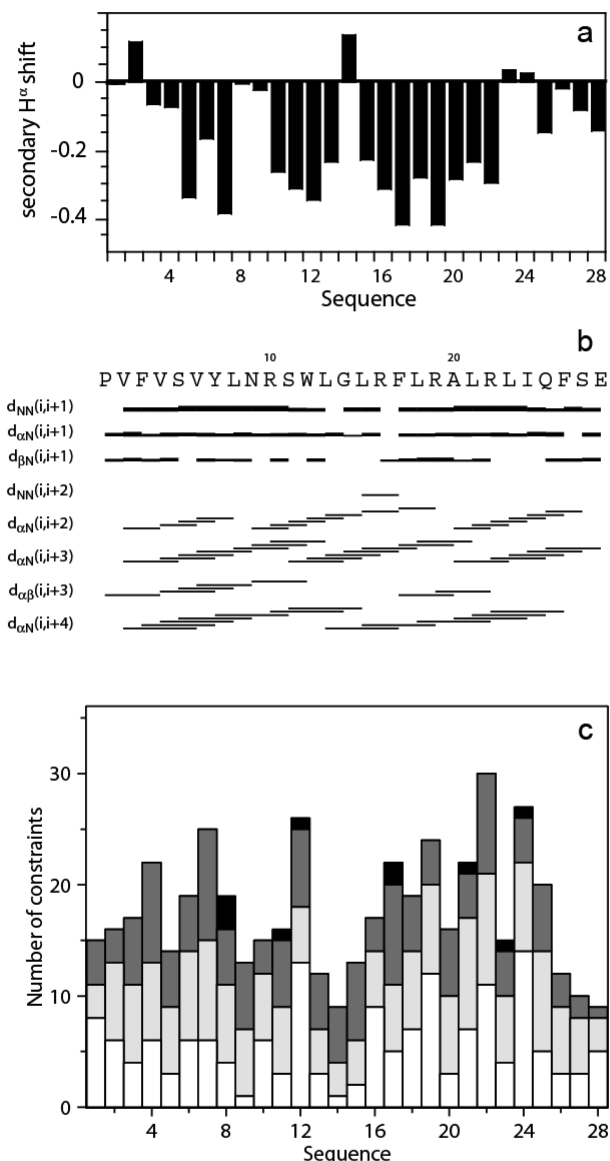 a
0
-0.2
-0.4
secondary Hα shift
4 8 12 16 20 24 28
Sequence
b
10 20
PVFVSVYLNRSWLGLRFLRALRLIQFSE
dNN(i,i+1)
dαN(i,i+1)
dβN(i,i+1)
dNN(i,i+2)
dαN(i,i+2)
dαN(i,i+3)
dαβ(i,i+3)
dαN(i,i+4)
c
30
20
10
0
Number of constraints
4 8 12 16 20 24 28
Sequence